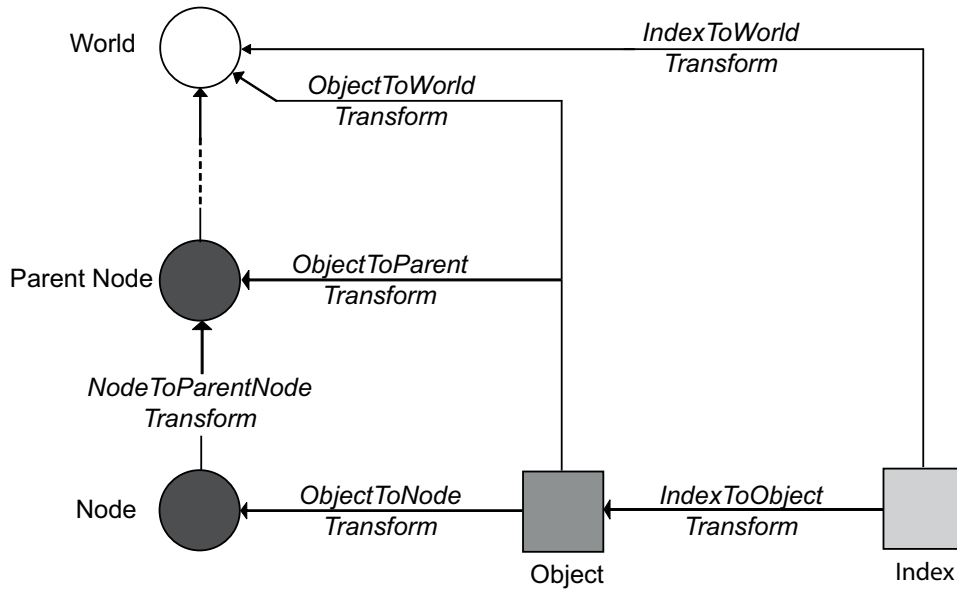 World
IndexToWorld
Transform
ObjectToWorld
Transform
Parent Node
ObjectToParent
Transform
NodeToParentNode
Transform
Node
ObjectToNode
Transform
IndexToObject
Transform
Object
Index